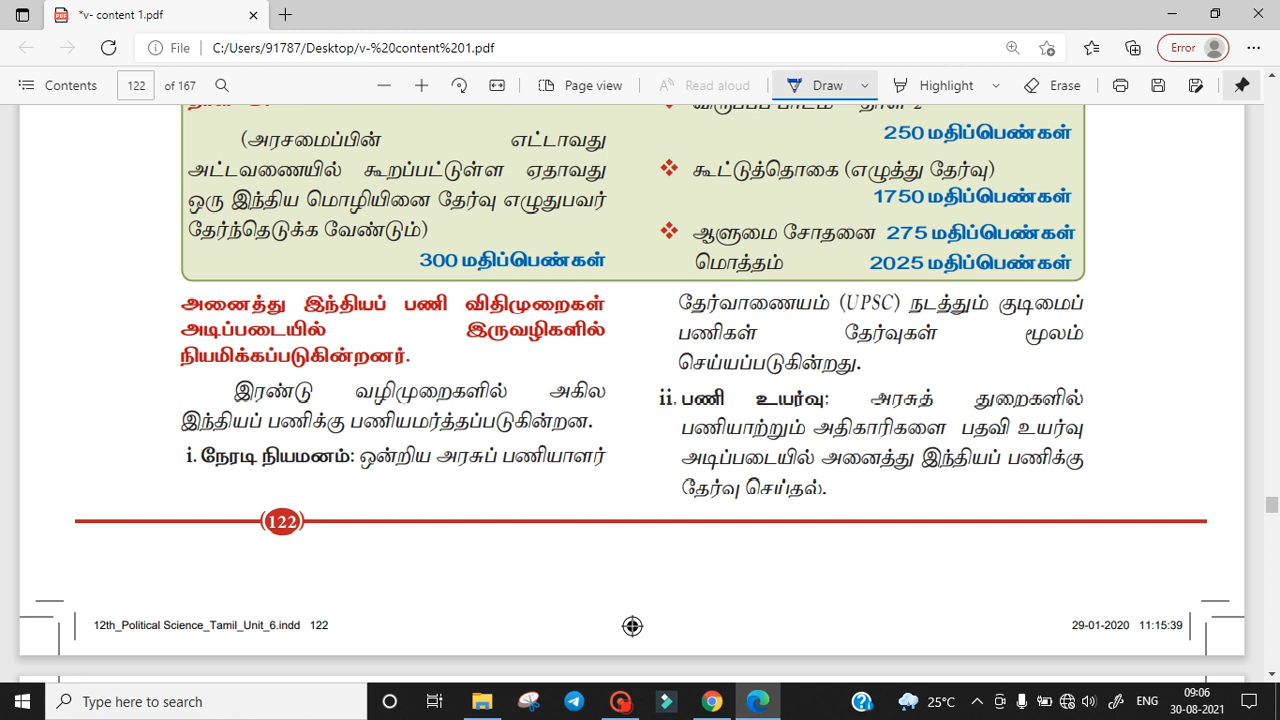 *v- content 1.pdf
File C:/Users/91787/Desktop/v-%20content%201.pdf
Error
Contents 122 of 167 Page view Read aloud Draw Highlight Erase
(அரசமைப்பின் எட்டாவது
அட்டவணையில் கூறப்பட்டுள்ள ஏதாவது
ஒரு இந்திய மொழியினை தேர்வு எழுதுபவர்
தேர்ந்தெடுக்க வேண்டும்)
300 மதிப்பெண்கள்
250 மதிப்பெண்கள்
கூட்டுத்தொகை (எழுத்து தேர்வு)
1750 மதிப்பெண்கள்
ஆளுமை சோதனை 275 மதிப்பெண்கள்
மொத்தம் 2025 மதிப்பெண்கள்
அனைத்து இந்தியப் பணி விதிமுறைகள்
அடிப்படையில் இருவழிகளில்
நியமிக்கப்படுகின்றனர்.
இரண்டு வழிமுறைகளில் அகில
இந்தியப் பணிக்கு பணியமர்த்தப்படுகின்றன.
i. நேரடி நியமனம்: ஒன்றிய அரசுப் பணியாளர்
தேர்வாணையம் (UPSC) நடத்தும் குடிமைப்
பணிகள் தேர்வுகள் மூலம்
செய்யப்படுகின்றது.
ii. பணி உயர்வு: அரசுத் துறைகளில்
பணியாற்றும் அதிகாரிகளை பதவி உயர்வு
அடிப்படையில் அனைத்து இந்தியப் பணிக்கு
தேர்வு செய்தல்.
122
12th_Political Science_Tamil_Unit_6.indd 122
29-01-2020 11:15:39
Type here to search
25°C ENG
09:06
30-08-2021